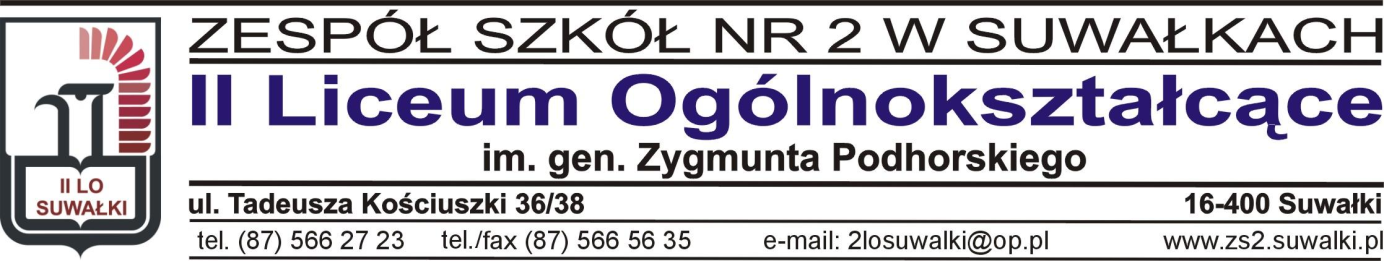 ZESPÓŁ SZKÓŁ NR 2 W SUWAŁKACH
II Liceum Ogólnokształcące
im. gen. Zygmunta Podhorskiego
II LO
SUWAŁKI
ul. Tadeusza Kościuszki 36/38 16-400 Suwałki
tel. (87) 566 27 23 tel./fax (87) 566 56 35 e-mail: 2losuwalki@op.pl www.zs2.suwalki.pl